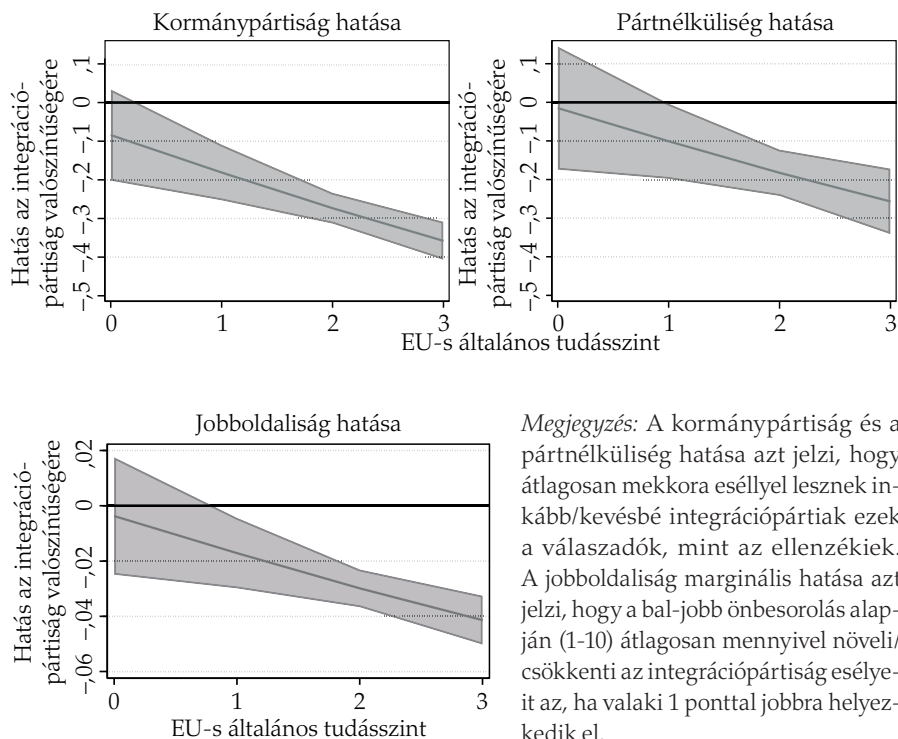 Kormánypártiság hatása
Hatás az integráció-
pártiság valószínűségére
,1
0
–,1
–,2
–,3
–,4
–,5
0 1 2 3
Pártnélküliség hatása
Hatás az integráció-
pártiság valószínűségére
,1
0
–,1
–,2
–,3
–,4
–,5
0 1 2 3
EU-s általános tudásszint
Jobboldaliság hatása
Hatás az integráció-
pártiság valószínűségére
,02
0
–,02
–,04
–,06
0 1 2 3
EU-s általános tudásszint
Megjegyzés: A kormánypártiság és a
pártnélküliség hatása azt jelzi, hogy
átlagosan mekkora eséllyel lesznek in-
kább/kevésbé integrációpártiak ezek
a válaszadók, mint az ellenzékiek.
A jobboldaliság marginális hatása azt
jelzi, hogy a bal-jobb önbesorolás alap-
ján (1-10) átlagosan mennyivel növeli/
csökkenti az integrációpártiság esélye-
it az, ha valaki 1 ponttal jobbra helyez-
kedik el.